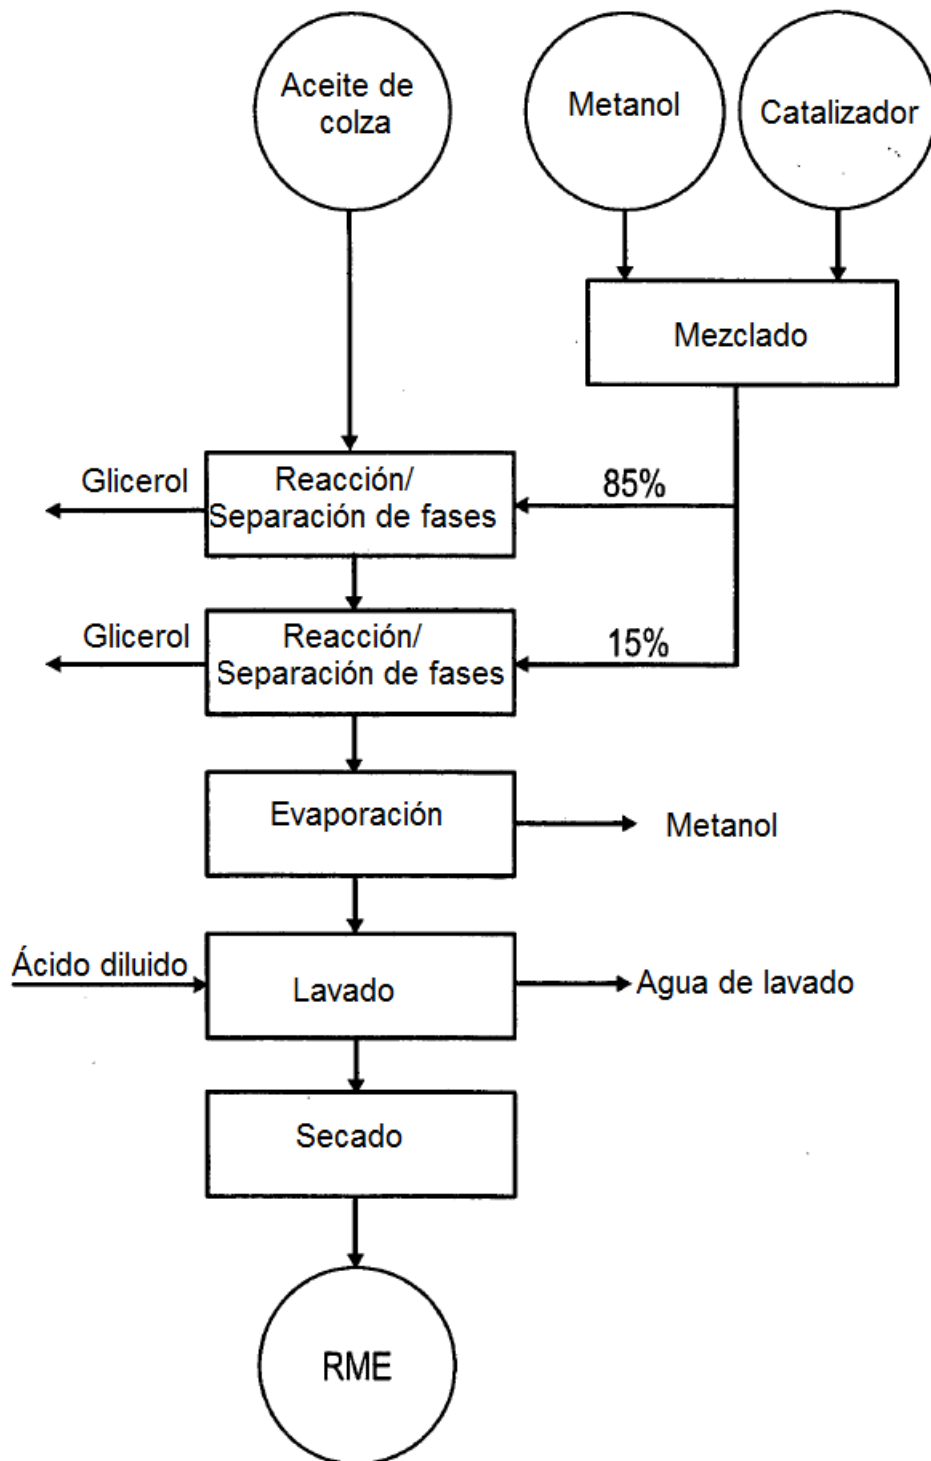 Aceite de
colza
Metanol
Catalizador
Mezclado
Glicerol
Reacción/
Separación de fases
85%
Glicerol
Reacción/
Separación de fases
15%
Evaporación
Metanol
Ácido diluido
Lavado
Agua de lavado
Secado
RME